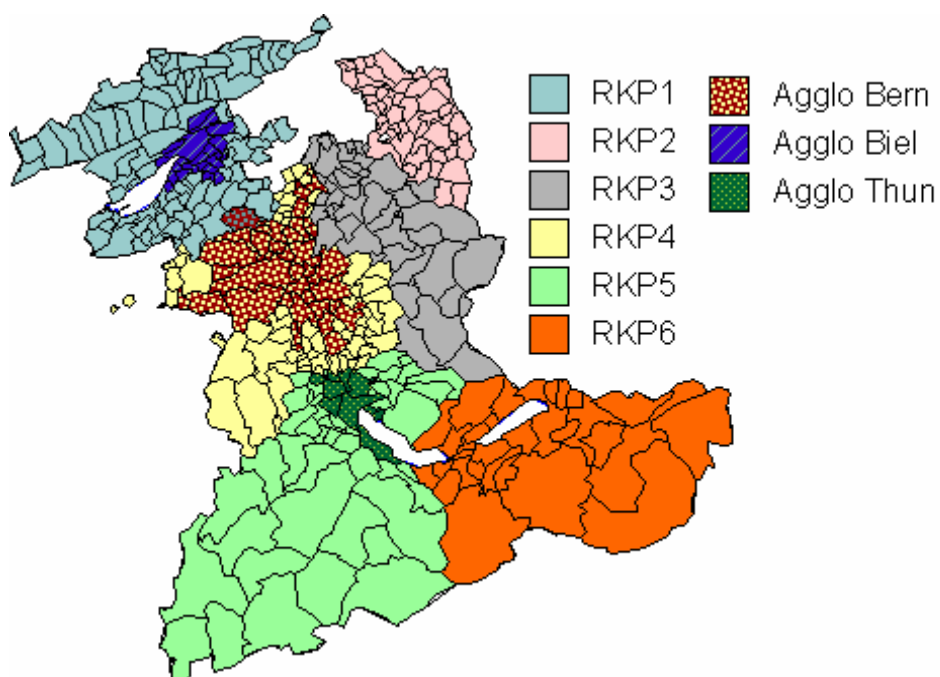 RKP1
RKP2
RKP3
RKP4
RKP5
RKP6
Agglo Bern
Agglo Biel
Agglo Thun